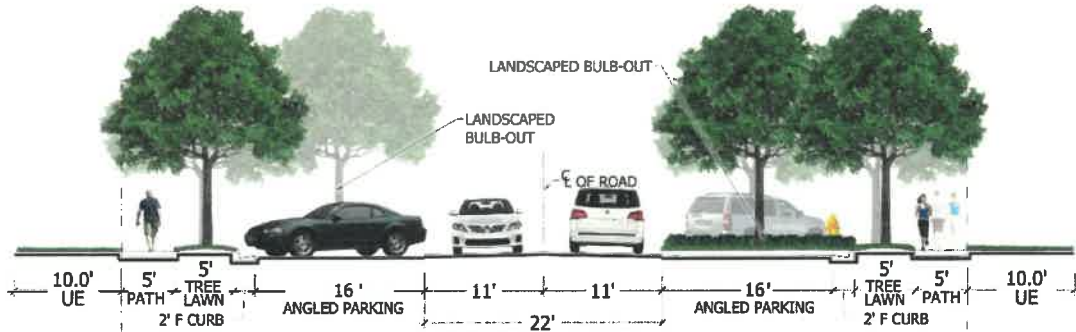 LANDSCAPED BULB-OUT
LANDSCAPED
BULB-OUT
℄ OF ROAD
10.0'
UE
5'
PATH
5'
TREE
LAWN
2' F CURB
16'
ANGLED PARKING
11'
11'
22'
16'
ANGLED PARKING
5'
TREE
LAWN
2' F CURB
5'
PATH
10.0'
UE